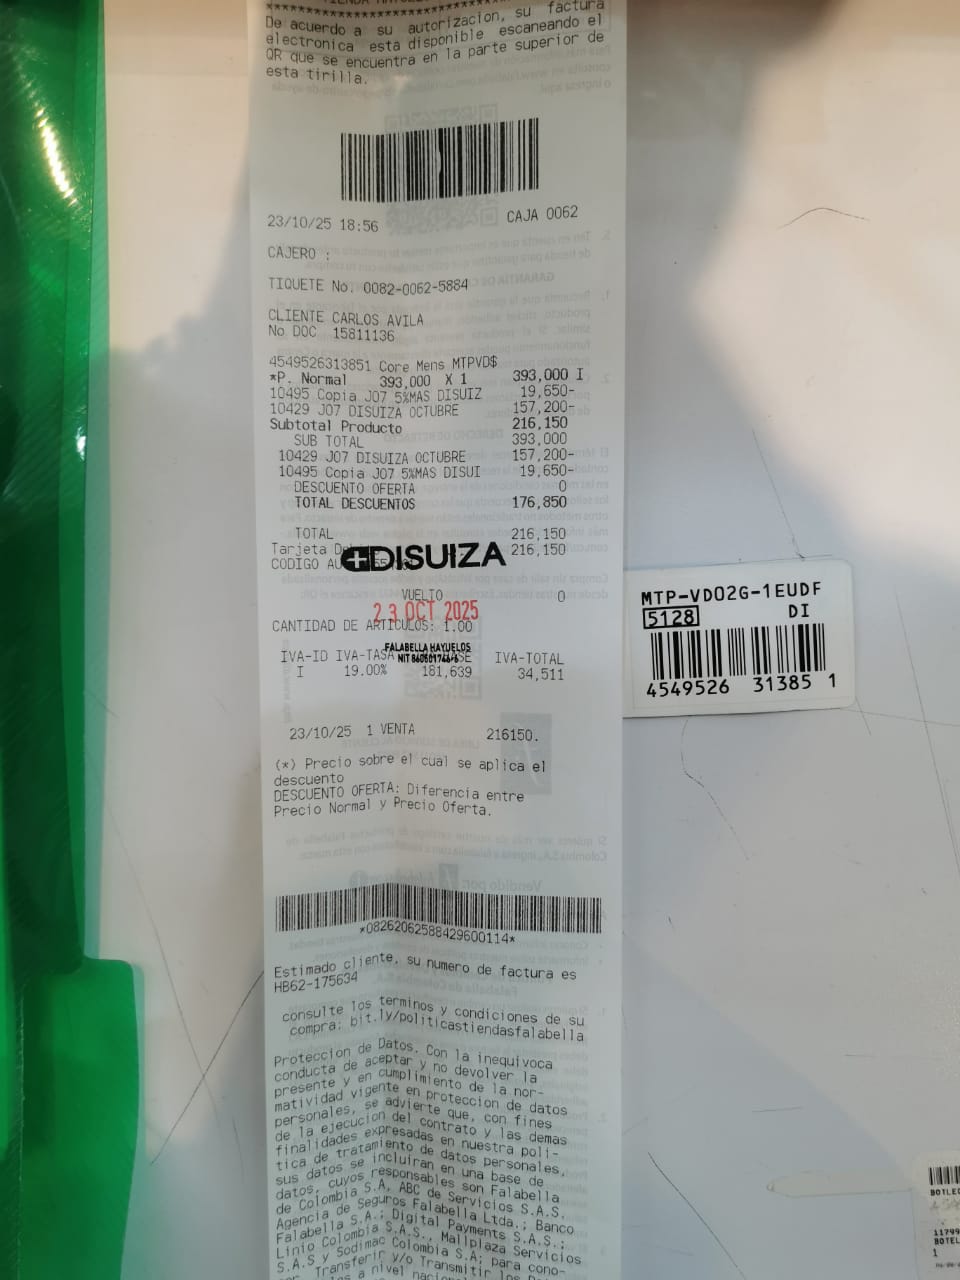 De acuerdo a su autorizacion, su factura
electronica esta disponible escaneando el
QR que se encuentra en la parte superior de
esta tirilla.
23/10/25 18:56 CAJA 0062
CAJERO :
TIQUETE No. 0082-0062-5884
CLIENTE CARLOS AVILA
No DOC 15811136
4549526313851 Core Mens MTPVD$
*P. Normal 393,000 X 1 393,000 I
10495 Copia J07 5%MAS DISUIZ 19,650-
10429 J07 DISUIZA OCTUBRE 157,200-
Subtotal Producto 216,150
SUB TOTAL 393,000
10429 J07 DISUIZA OCTUBRE 157,200-
10495 Copia J07 5%MAS DISUI 19,650-
DESCUENTO OFERTA 0
TOTAL DESCUENTOS 176,850
TOTAL 216,150
Tarjeta 216,150
CODIGO
DISUIZA
VUELTO 0
23 OCT 2025
CANTIDAD DE ARTICULOS: 1.00
FALABELLA HAYUELOS
IVA-ID IVA-TASA IVA-TOTAL
I 19.00% 181,639 34,511
23/10/25 1 VENTA 216150.
(*) Precio sobre el cual se aplica el
descuento
DESCUENTO OFERTA: Diferencia entre
Precio Normal y Precio Oferta.
*08262062588429600114*
Estimado cliente, su numero de factura es
HB62-175634
consulte los terminos y condiciones de su
compra: bit.ly/politicastiendasfalabella
Proteccion de Datos. Con la inequivoca
conducta de aceptar y no devolver la
presente y en cumplimiento de la nor-
matividad vigente en proteccion de datos
personales, se advierte que, con fines
de la ejecucion del contrato y las demas
finalidades expresadas en nuestra poli-
tica de tratamiento de datos personales,
sus datos se incluiran en una base de
datos, cuyos responsables son Falabella
de Colombia S.A, ABC de Servicios S.A.S.
Agencia de Seguros Falabella Ltda.; Banco
Falabella S.A.; Digital Payments S.A.S.;
Linio Colombia S.A.S., Mallplaza Servicios
S.A.S y Sodimac Colombia S.A; para cono-
Transferir y/o Transmitir los
a nivel
MTP-VD02G-1EUDF
5128 DI
4549526 31385 1